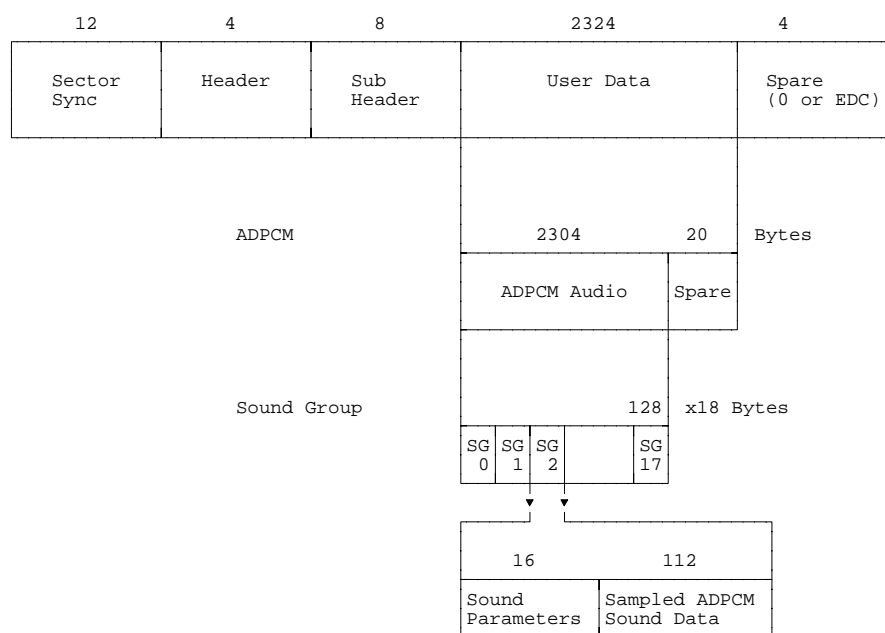 12 4 8 2324 4
Sector Header Sub User Data Spare
Sync Header (0 or EDC)
ADPCM 2304 20 Bytes
ADPCM Audio Spare
Sound Group 128 x18 Bytes
SG SG SG SG
0 1 2 17
16 112
Sound Sampled ADPCM
Parameters Sound Data